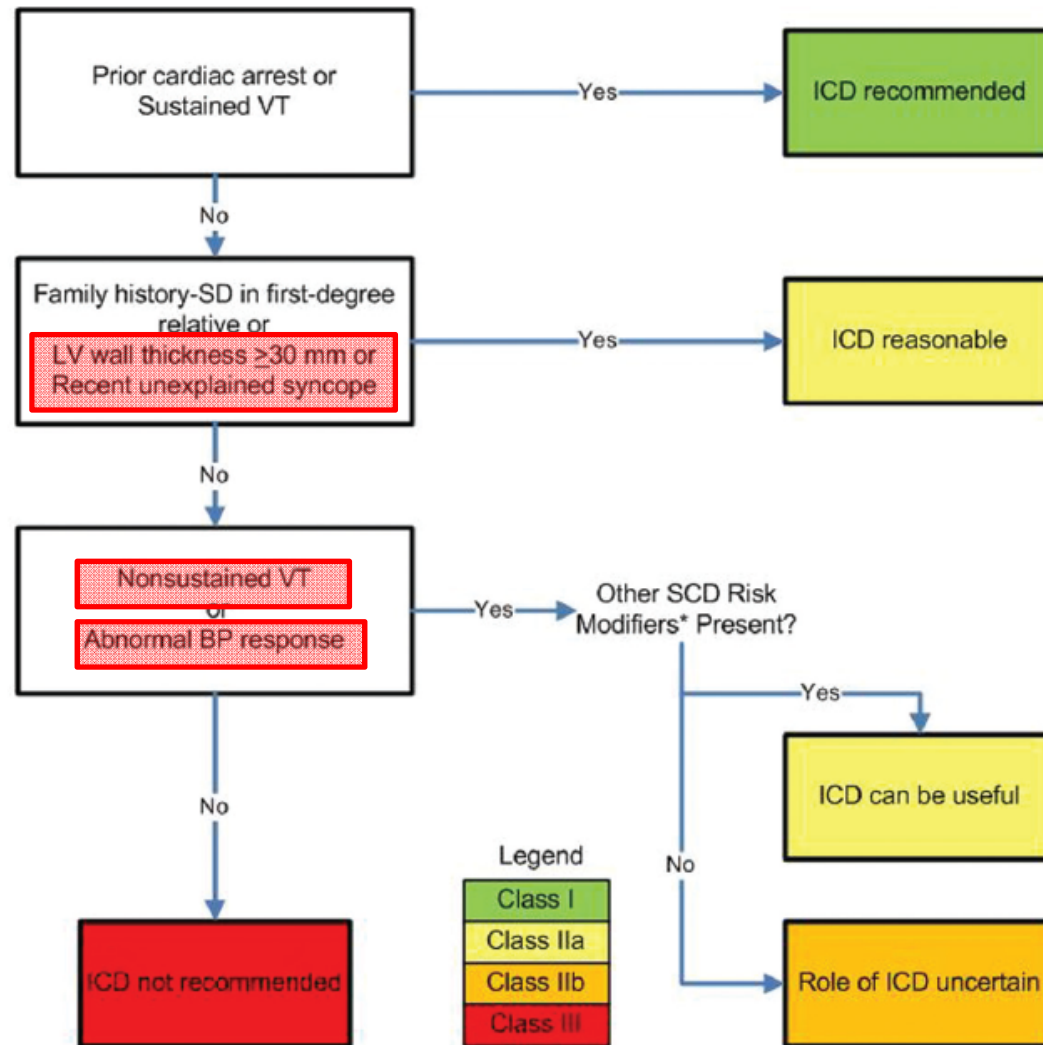 Prior cardiac arrest or
Sustained VT
Yes
ICD recommended
No
Family history-SD in first-degree
relative or
LV wall thickness ≥30 mm or
Recent unexplained syncope
Yes
ICD reasonable
No
Nonsustained VT
or
Abnormal BP response
Yes
Other SCD Risk
Modifiers* Present?
Yes
ICD can be useful
No
No
Legend
Class I
Class IIa
Class IIb
Class III
ICD not recommended
Role of ICD uncertain